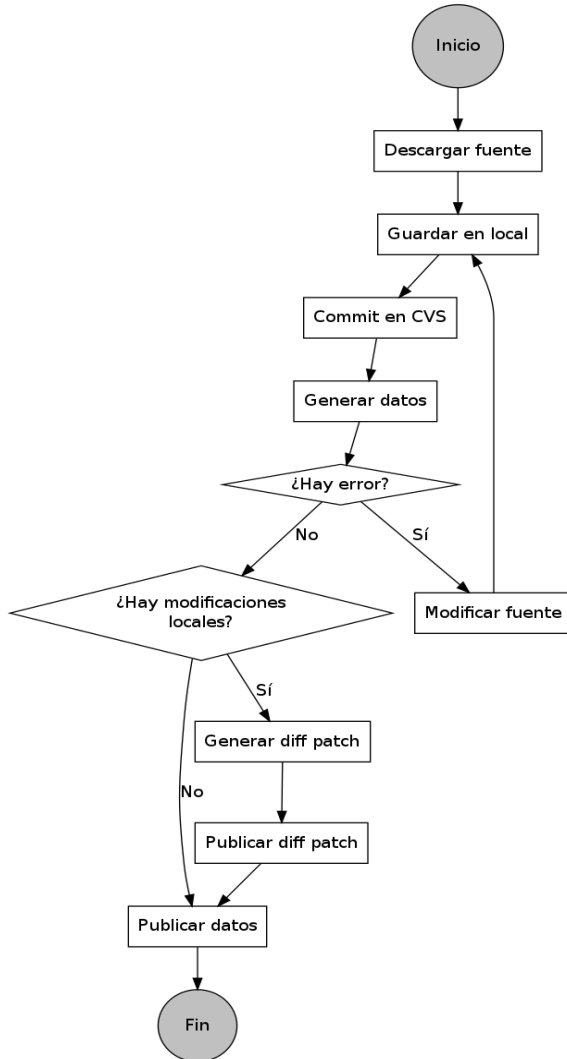 Inicio
Descargar fuente
Guardar en local
Commit en CVS
Generar datos
¿Hay error?
No
Sí
¿Hay modificaciones
locales?
Modificar fuente
Sí
Generar diff patch
No
Publicar diff patch
Publicar datos
Fin